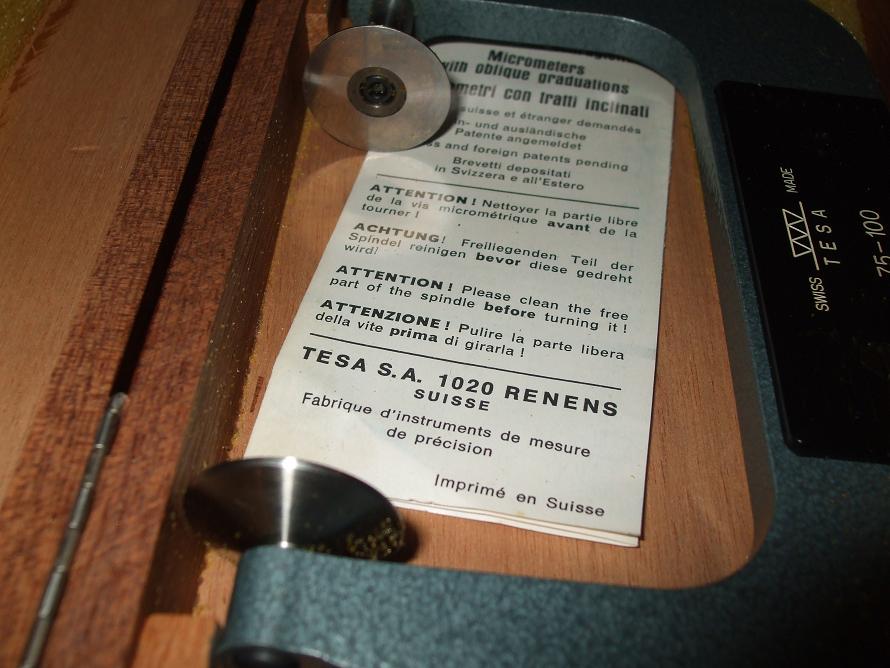 Micrometers
with oblique graduations
metri con tratti inclinati
suisse et étranger demandés
und ausländische
Patente angemeldet
and foreign patents pending
Brevetti depositati
in Svizzera e all'Estero
ATTENTION ! Nettoyer la partie libre
de la vis micrométrique avant de la
tourner !
ACHTUNG! Freiliegenden Teil der
Spindel reinigen bevor diese gedreht
wird!
ATTENTION ! Please clean the free
part of the spindle before turning it !
ATTENZIONE ! Pulire la parte libera
della vite prima di girarla !
TESA S.A. 1020 RENENS
SUISSE
Fabrique d'instruments de mesure
de précision
Imprimé en Suisse
SWISS MADE
TESA
75-100